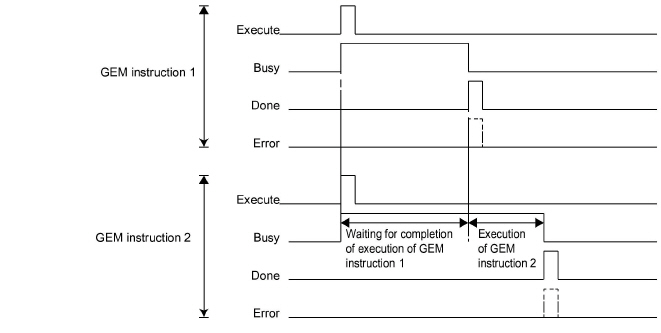 Execute
Busy
GEM instruction 1
Done
Error
Execute
Waiting for completion
of execution of GEM
instruction 1
Execution
of GEM
instruction 2
Busy
GEM instruction 2
Done
Error